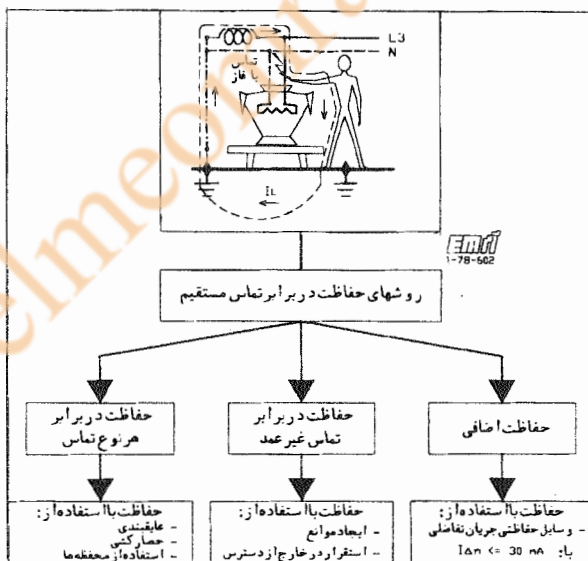 L3
N
تماس
با فاز
IL
EMRI
1-78-602
روشهای حفاظت در برابر تماس مستقیم
حفاظت اضافی
حفاظت در برابر
تماس غیر عمد
حفاظت در برابر
هر نوع تماس
حفاظت با استفاده از:
- وسایل حفاظتی جریان تفاضلی
با: IΔn <= 30 mA
حفاظت با استفاده از:
- ایجاد موانع
- استقرار در خارج از دسترس
حفاظت با استفاده از:
- عایقبندی
- حصارکشی
- استفاده از محفظه‌ها
elmeomran